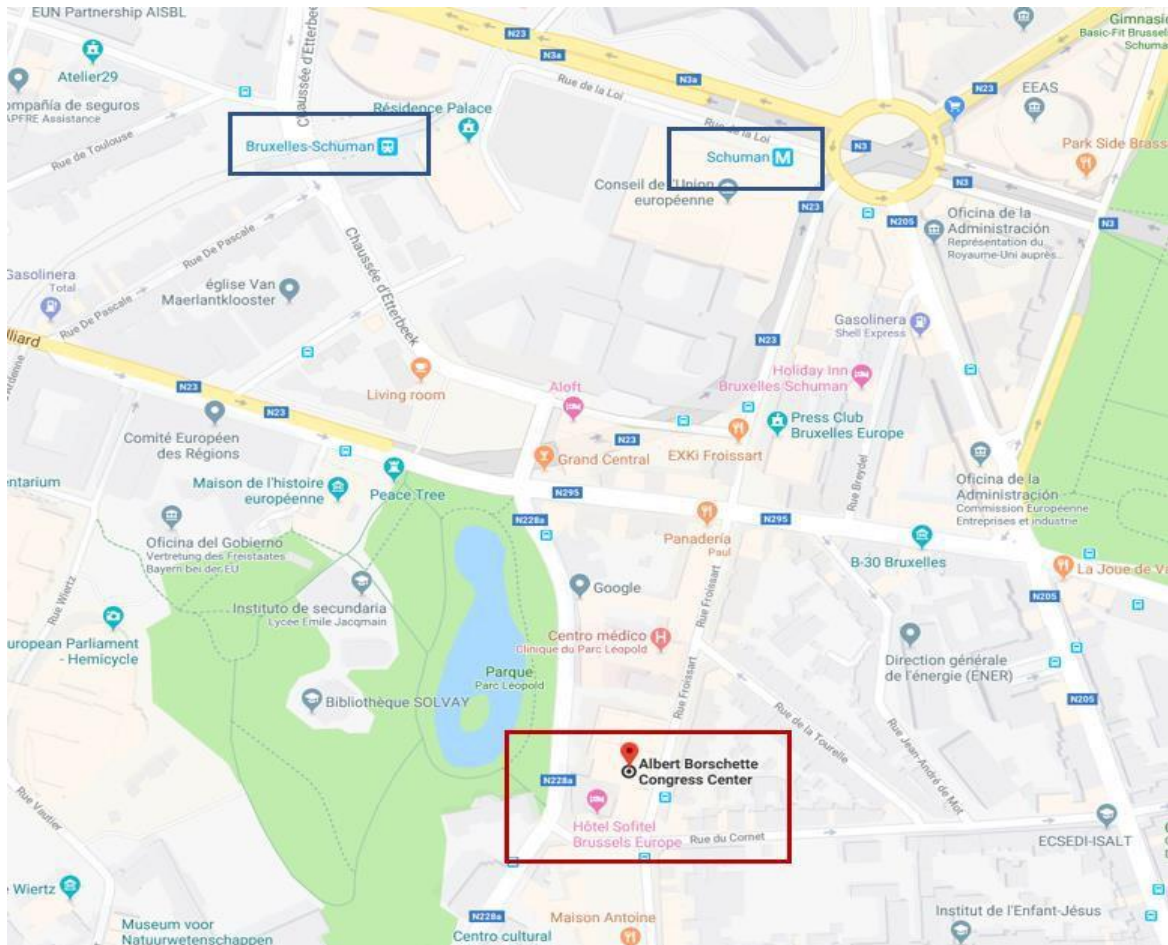 EUN Partnership AISBL
N23
N3a
Gimnasio
Basic-Fit Brussels
Schuman
Atelier29
Chaussée d'Etterbeek
Rue de la Loi
N3a
N23
EEAS
ompañía de seguros
APFRE Assistance
Résidence Palace
Rue de Toulouse
Bruxelles-Schuman
Rue de la Loi
Schuman M
N3
Park Side Brass
Conseil de l'Union
européenne
N3
N23
N205
N3
Oficina de la
Administración
Représentation du
Royaume-Uni auprès...
Rue De Pascale
Chaussée d'Etterbeek
Gasolinera
Total
église Van
Maerlantklooster
Rue De Pascale
Gasolinera
Shell Express
lliard
Ardenne
N23
Living room
Aloft
Holiday Inn
Bruxelles Schuman
N23
N23
Comité Européen
des Régions
Press Club
Bruxelles Europe
N23
Grand Central
EXKi Froissart
Rue Breydel
Oficina de la
Administración
Commission Européenne
Entreprises et industrie
entarium
Maison de l'histoire
européenne
Peace Tree
N295
N228a
N295
Panadería
Paul
Oficina del Gobierno
Vertretung des Freistaates
Bayern bei der EU
B-30 Bruxelles
La Joue de Va
Rue Wiertz
Instituto de secundaria
Lycée Emile Jacqmain
Google
Rue Froissart
N205
uropean Parliament
- Hemicycle
Centro médico
Clinique du Parc Léopold
Direction générale
de l'énergie (ENER)
Parque
Parc Léopold
Bibliothèque SOLVAY
Rue Froissart
Rue de la Tourelle
Rue Jean-André de Mot
N205
Albert Borschette
Congress Center
N228a
Rue Vautier
Hôtel Sofitel
Brussels Europe
Rue du Cornet
ECSEDI-ISALT
e Wiertz
N228a
Maison Antoine
Institut de l'Enfant-Jésus
Museum voor
Natuurwetenschappen
Centro cultural